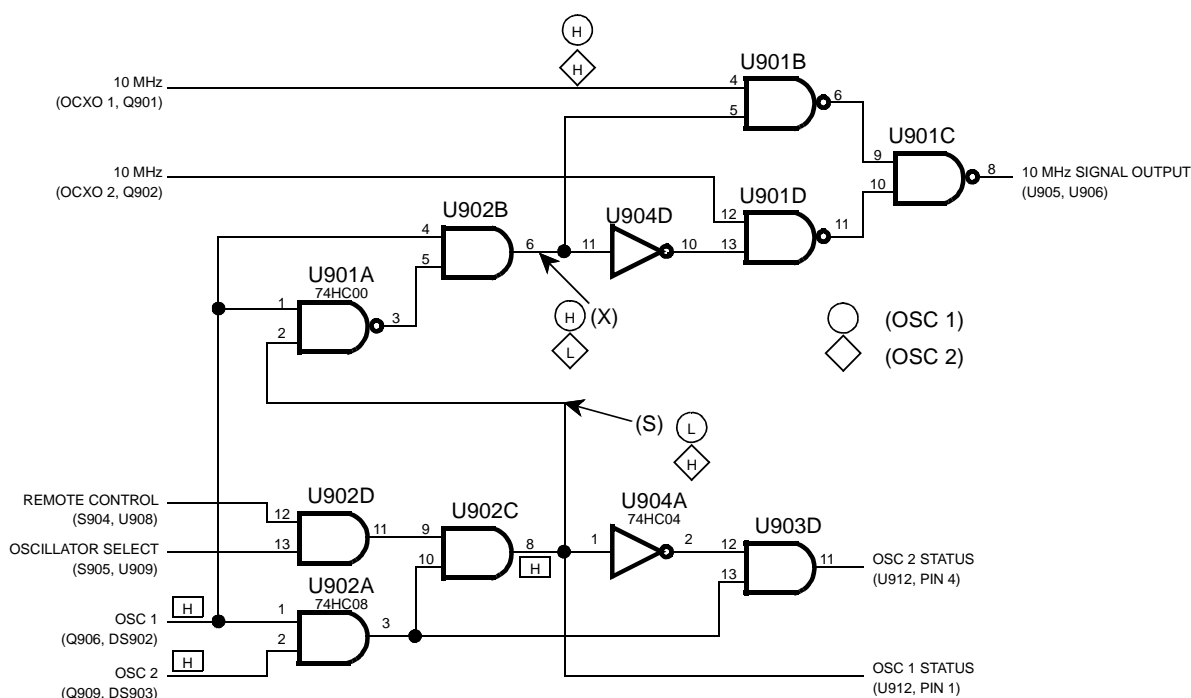 H
H
U901B
10 MHz
(OCXO 1, Q901)
4
5
6
U901C
9
10
8
10 MHz SIGNAL OUTPUT
(U905, U906)
10 MHz
(OCXO 2, Q902)
U902B
U904D
U901D
12
13
11
4
5
6
11
10
U901A
74HC00
1
2
3
H
(X)
L
(OSC 1)
(OSC 2)
(S)
L
H
REMOTE CONTROL
(S904, U908)
OSCILLATOR SELECT
(S905, U909)
U902D
12
13
11
U902C
9
10
8
H
U904A
74HC04
1
2
U903D
12
13
11
OSC 2 STATUS
(U912, PIN 4)
U902A
74HC08
H
OSC 1
(Q906, DS902)
1
2
3
H
OSC 2
(Q909, DS903)
OSC 1 STATUS
(U912, PIN 1)